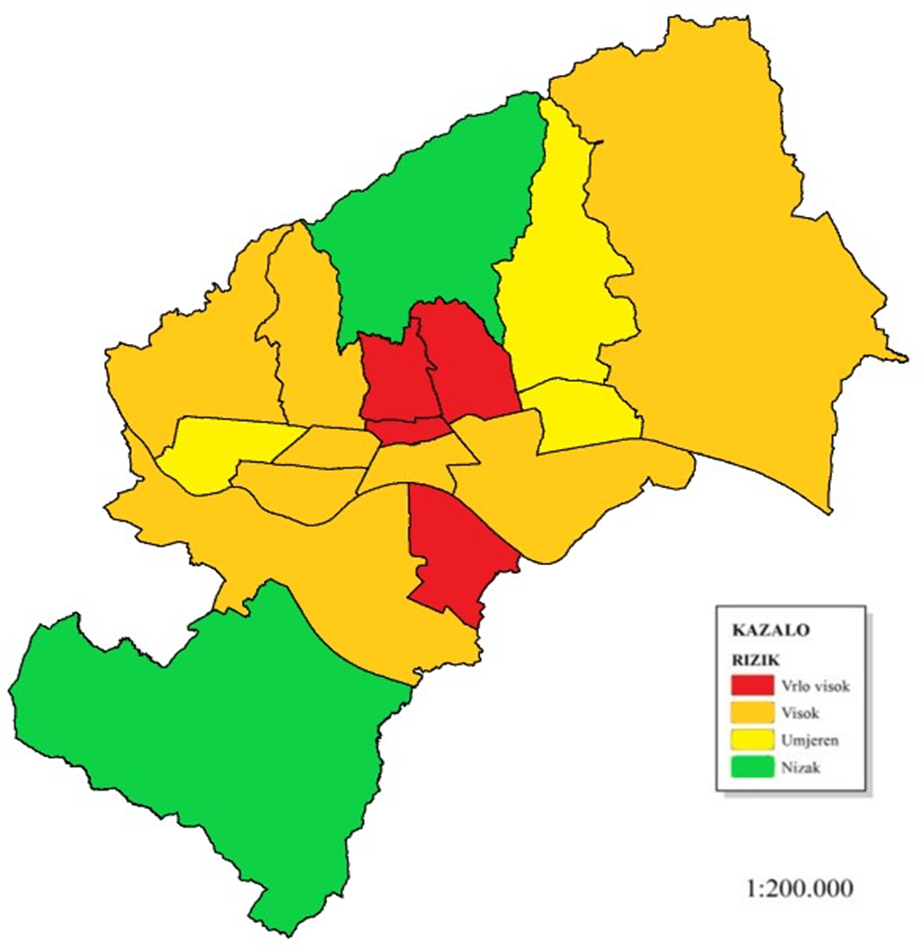 KAZALO
RIZIK
Vrlo visok
Visok
Umjeren
Nizak
1:200.000